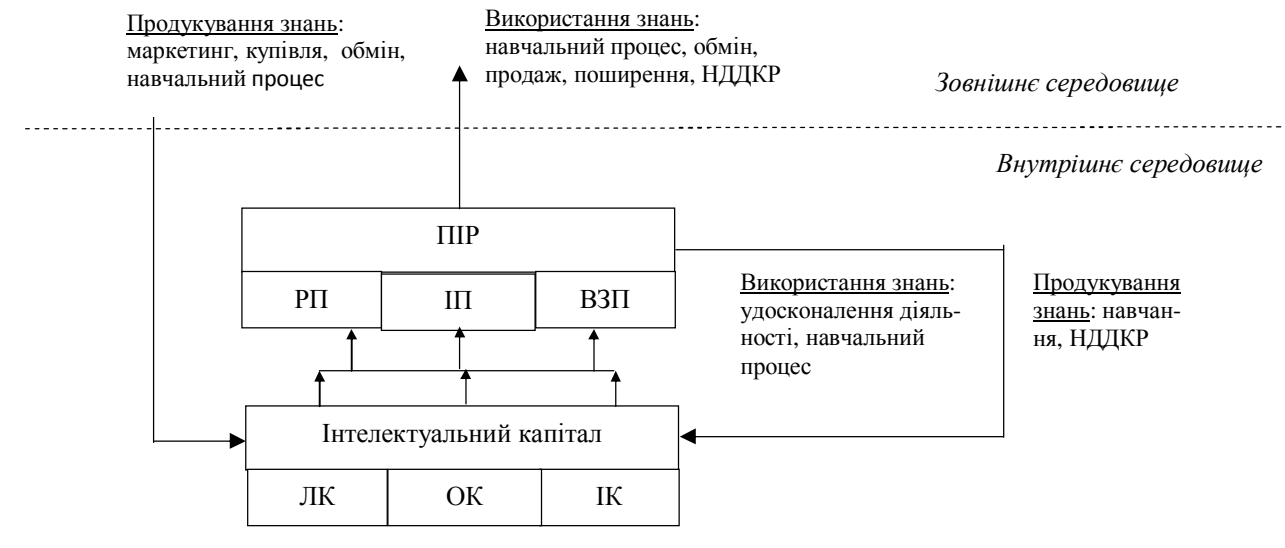 Продукування знань:
маркетинг, купівля, обмін,
навчальний процес
Використання знань:
навчальний процес, обмін,
продаж, поширення, НДДКР
Зовнішнє середовище
Внутрішнє середовище
ПІР
РП
ІП
ВЗП
Використання знань:
удосконалення діяль-
ності, навчальний
процес
Продукування
знань: навчан-
ня, НДДКР
Інтелектуальний капітал
ЛК
ОК
ІК